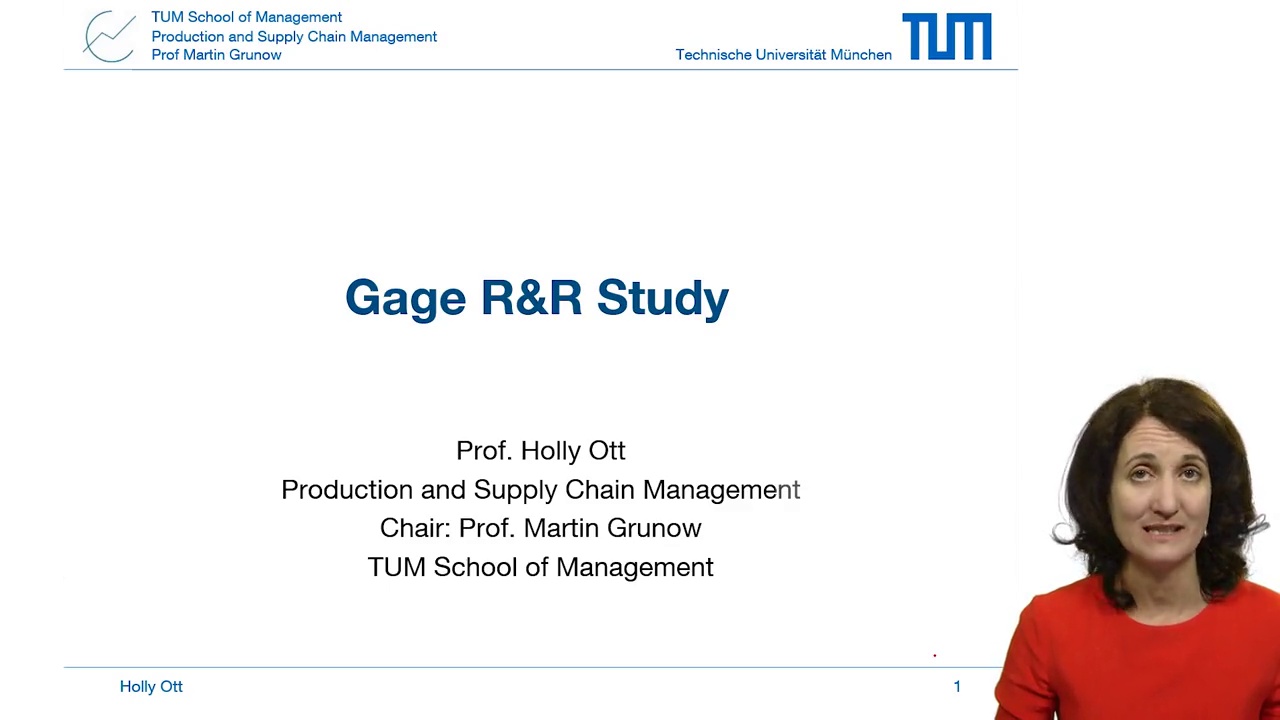 TUM School of Management
Production and Supply Chain Management
Prof Martin Grunow
Technische Universität München
TUM
Gage R&R Study
Prof. Holly Ott
Production and Supply Chain Management
Chair: Prof. Martin Grunow
TUM School of Management
Holly Ott
1